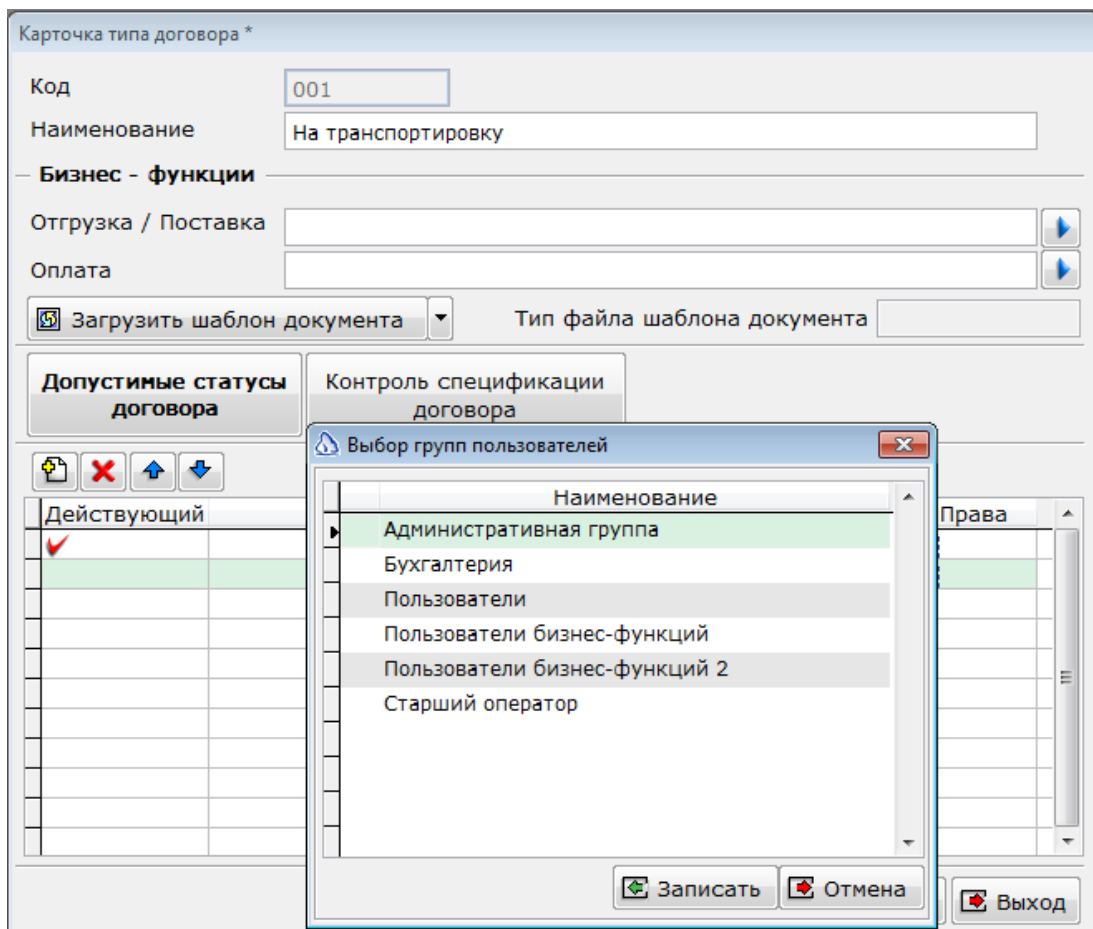 Карточка типа договора *
Код
001
Наименование
На транспортировку
Бизнес - функции
Отгрузка / Поставка
Оплата
Загрузить шаблон документа
Тип файла шаблона документа
Допустимые статусы
договора
Контроль спецификации
договора
Выбор групп пользователей
Наименование
Административная группа
Бухгалтерия
Пользователи
Пользователи бизнес-функций
Пользователи бизнес-функций 2
Старший оператор
Записать
Отмена
Действующий
Права
Выход